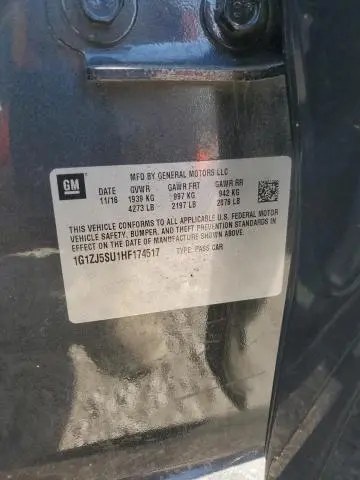 MFD BY GENERAL MOTORS LLC
GM
DATE GVWR GAWR FRT GAWR RR
11/16 1939 KG 997 KG 942 KG
4273 LB 2197 LB 2076 LB
THIS VEHICLE CONFORMS TO ALL APPLICABLE U.S. FEDERAL MOTOR
VEHICLE SAFETY, BUMPER, AND THEFT PREVENTION STANDARDS IN
EFFECT ON THE DATE OF MANUFACTURE SHOWN ABOVE.
1G1ZJ5SU1HF174517 TYPE: PASS CAR